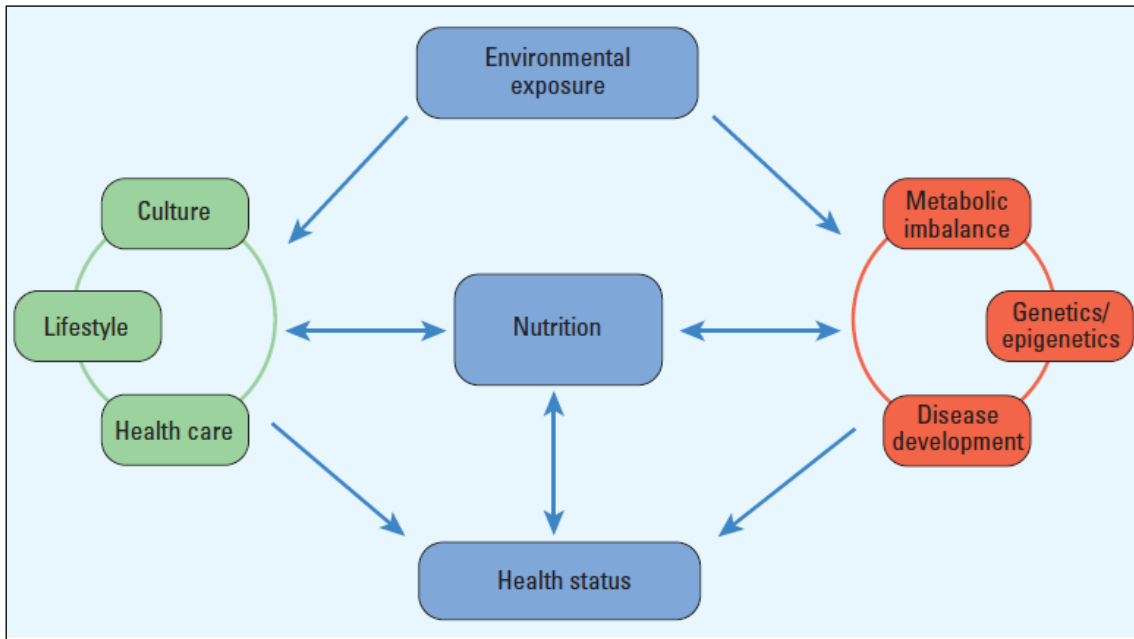 Environmental
exposure
Culture
Metabolic
imbalance
Lifestyle
Nutrition
Genetics/
epigenetics
Health care
Disease
development
Health status